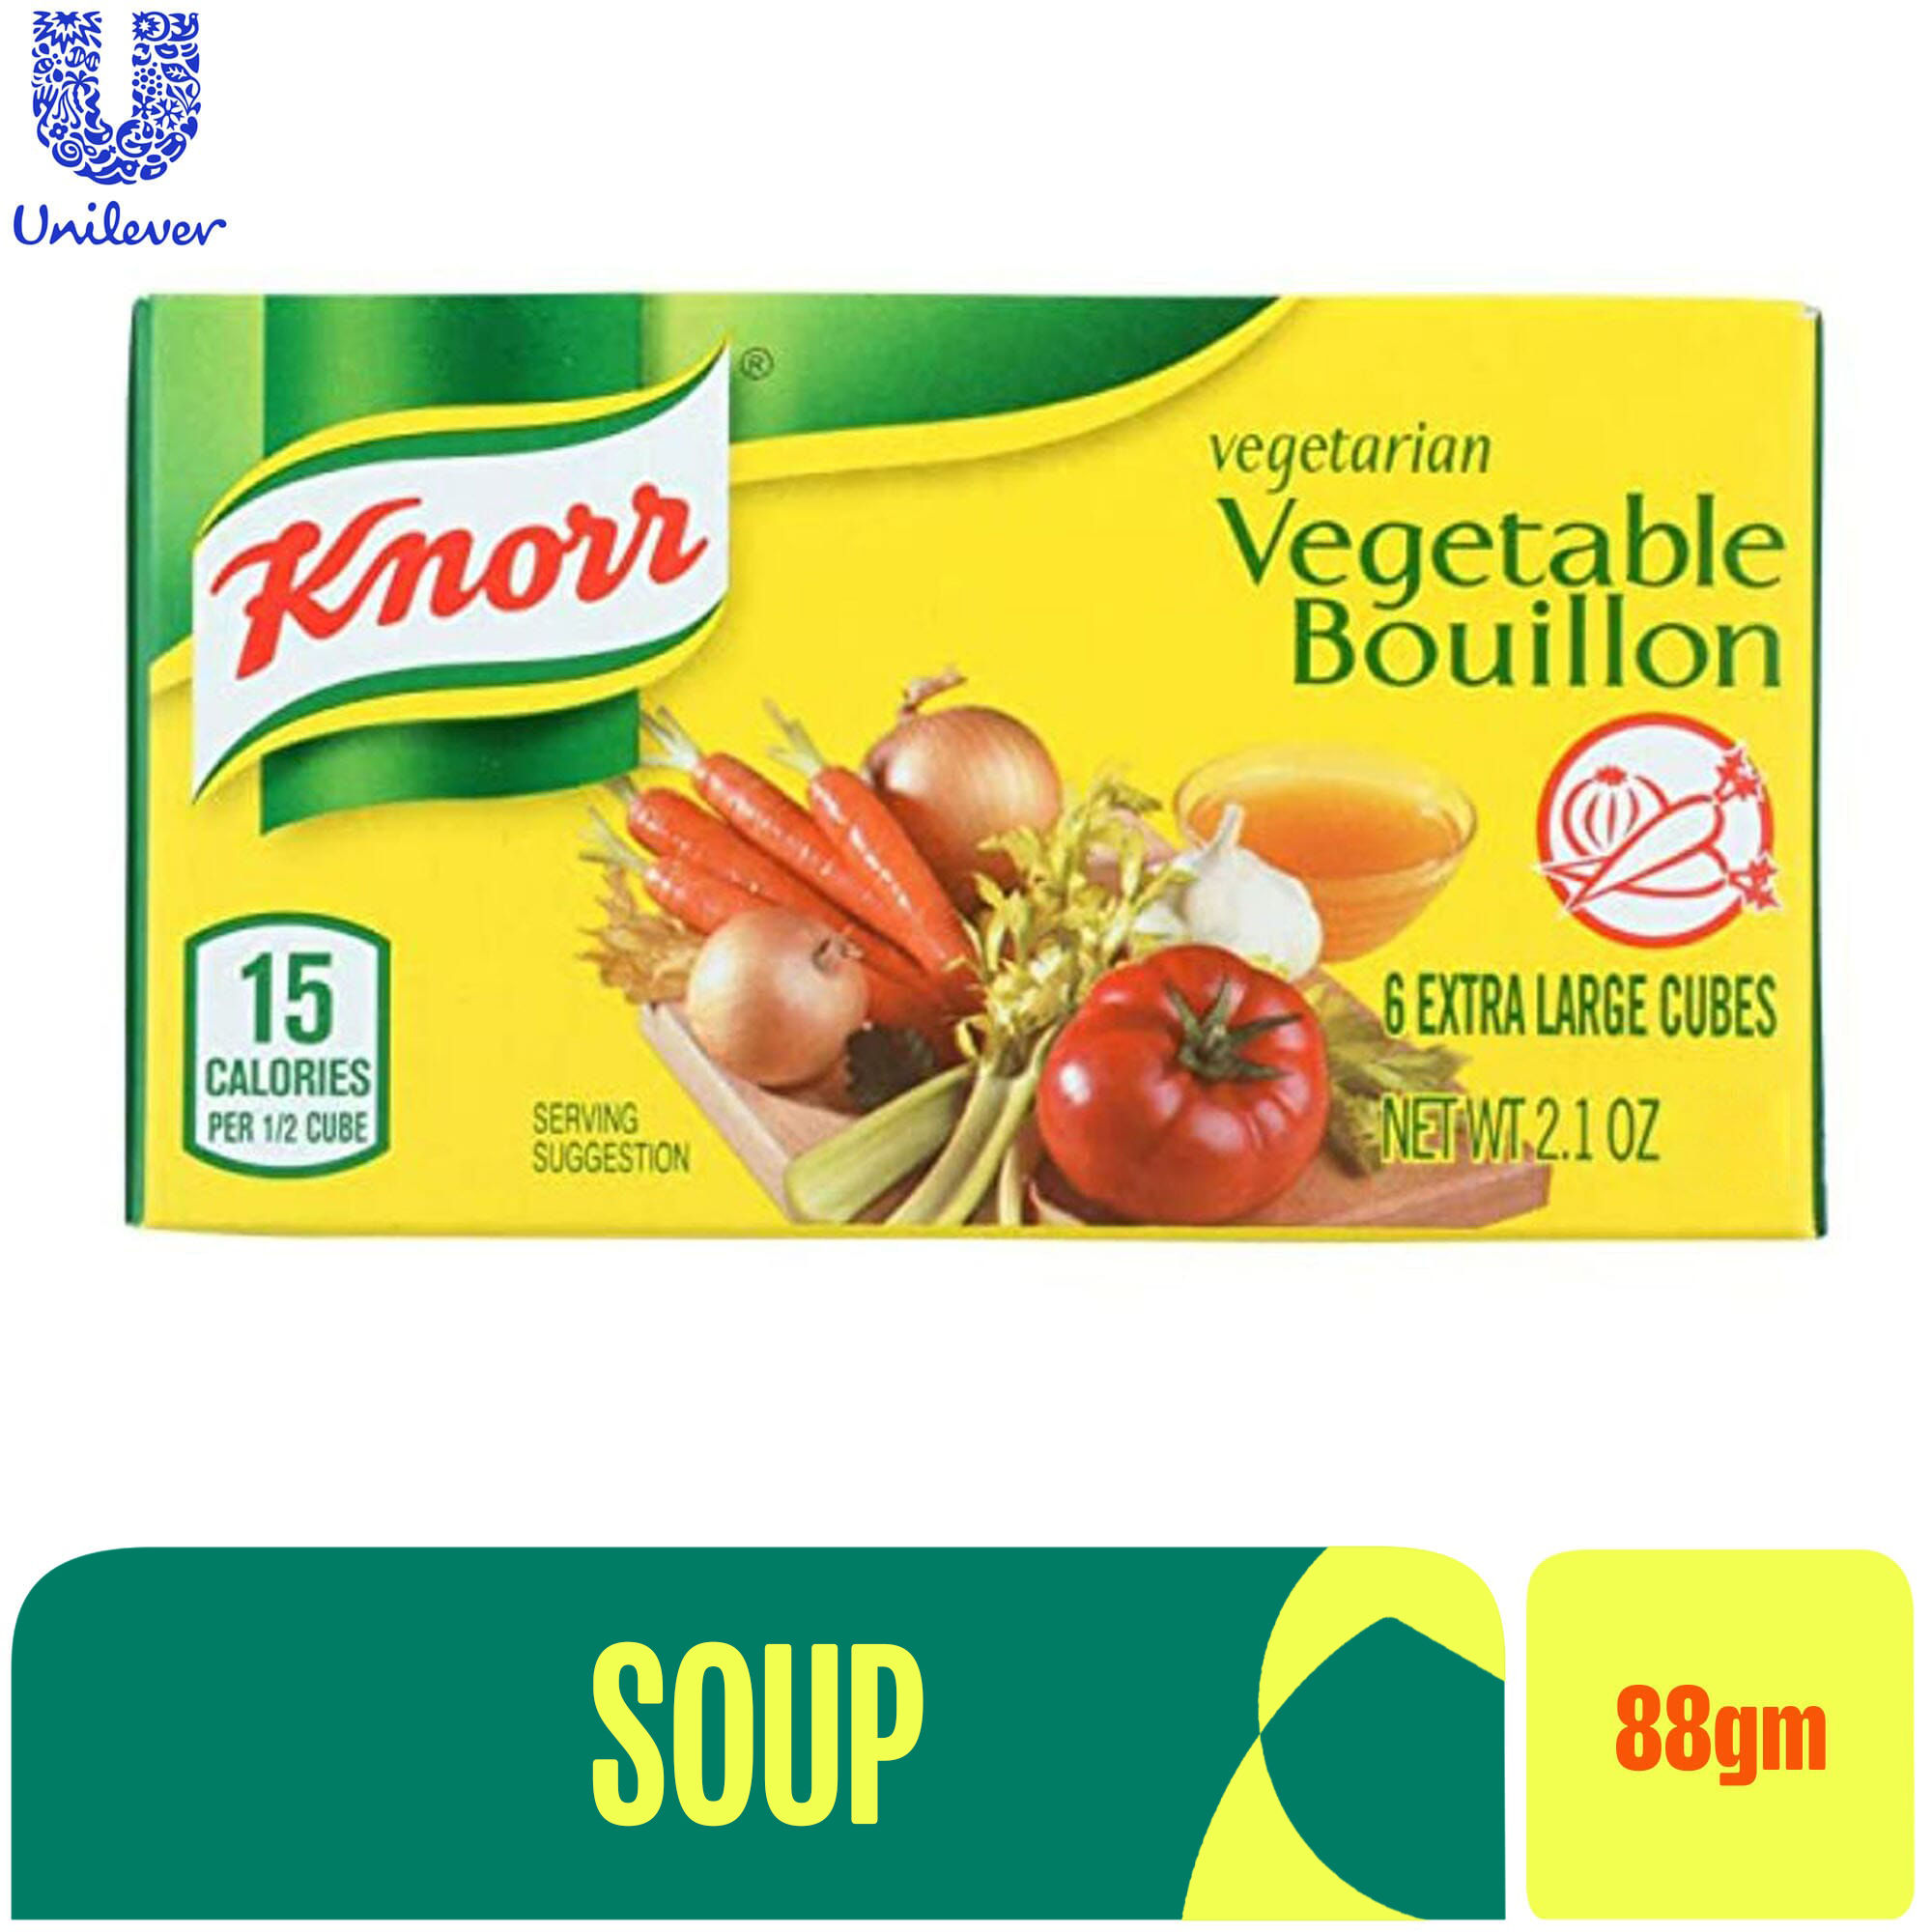 Unilever
Knorr®
vegetarian
Vegetable
Bouillon
15
CALORIES
PER 1/2 CUBE
SERVING
SUGGESTION
6 EXTRA LARGE CUBES
NET WT 2.1 OZ
SOUP
88gm